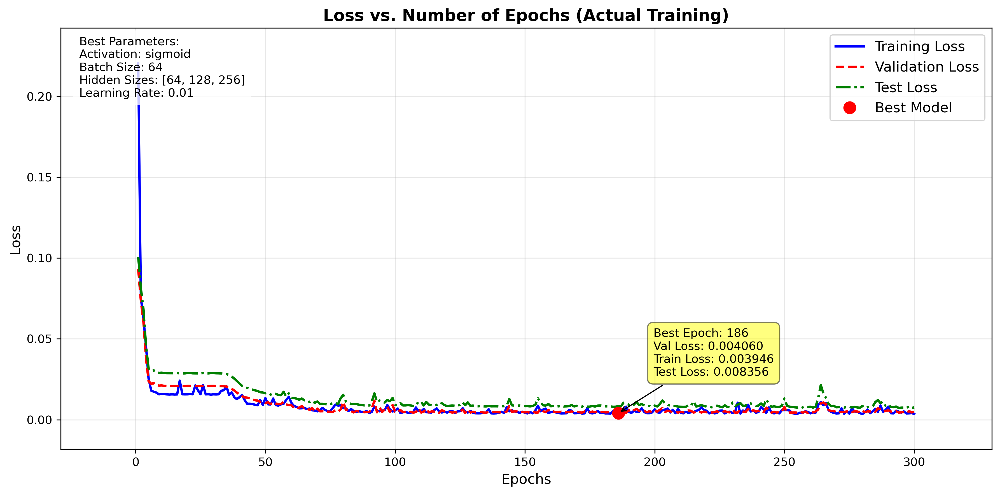 Loss vs. Number of Epochs (Actual Training)
Best Parameters:
Activation: sigmoid
Batch Size: 64
Hidden Sizes: [64, 128, 256]
Learning Rate: 0.01
Training Loss
Validation Loss
Test Loss
Best Model
0.20
0.15
0.10
0.05
0.00
Loss
Best Epoch: 186
Val Loss: 0.004060
Train Loss: 0.003946
Test Loss: 0.008356
0
50
100
150
200
250
300
Epochs